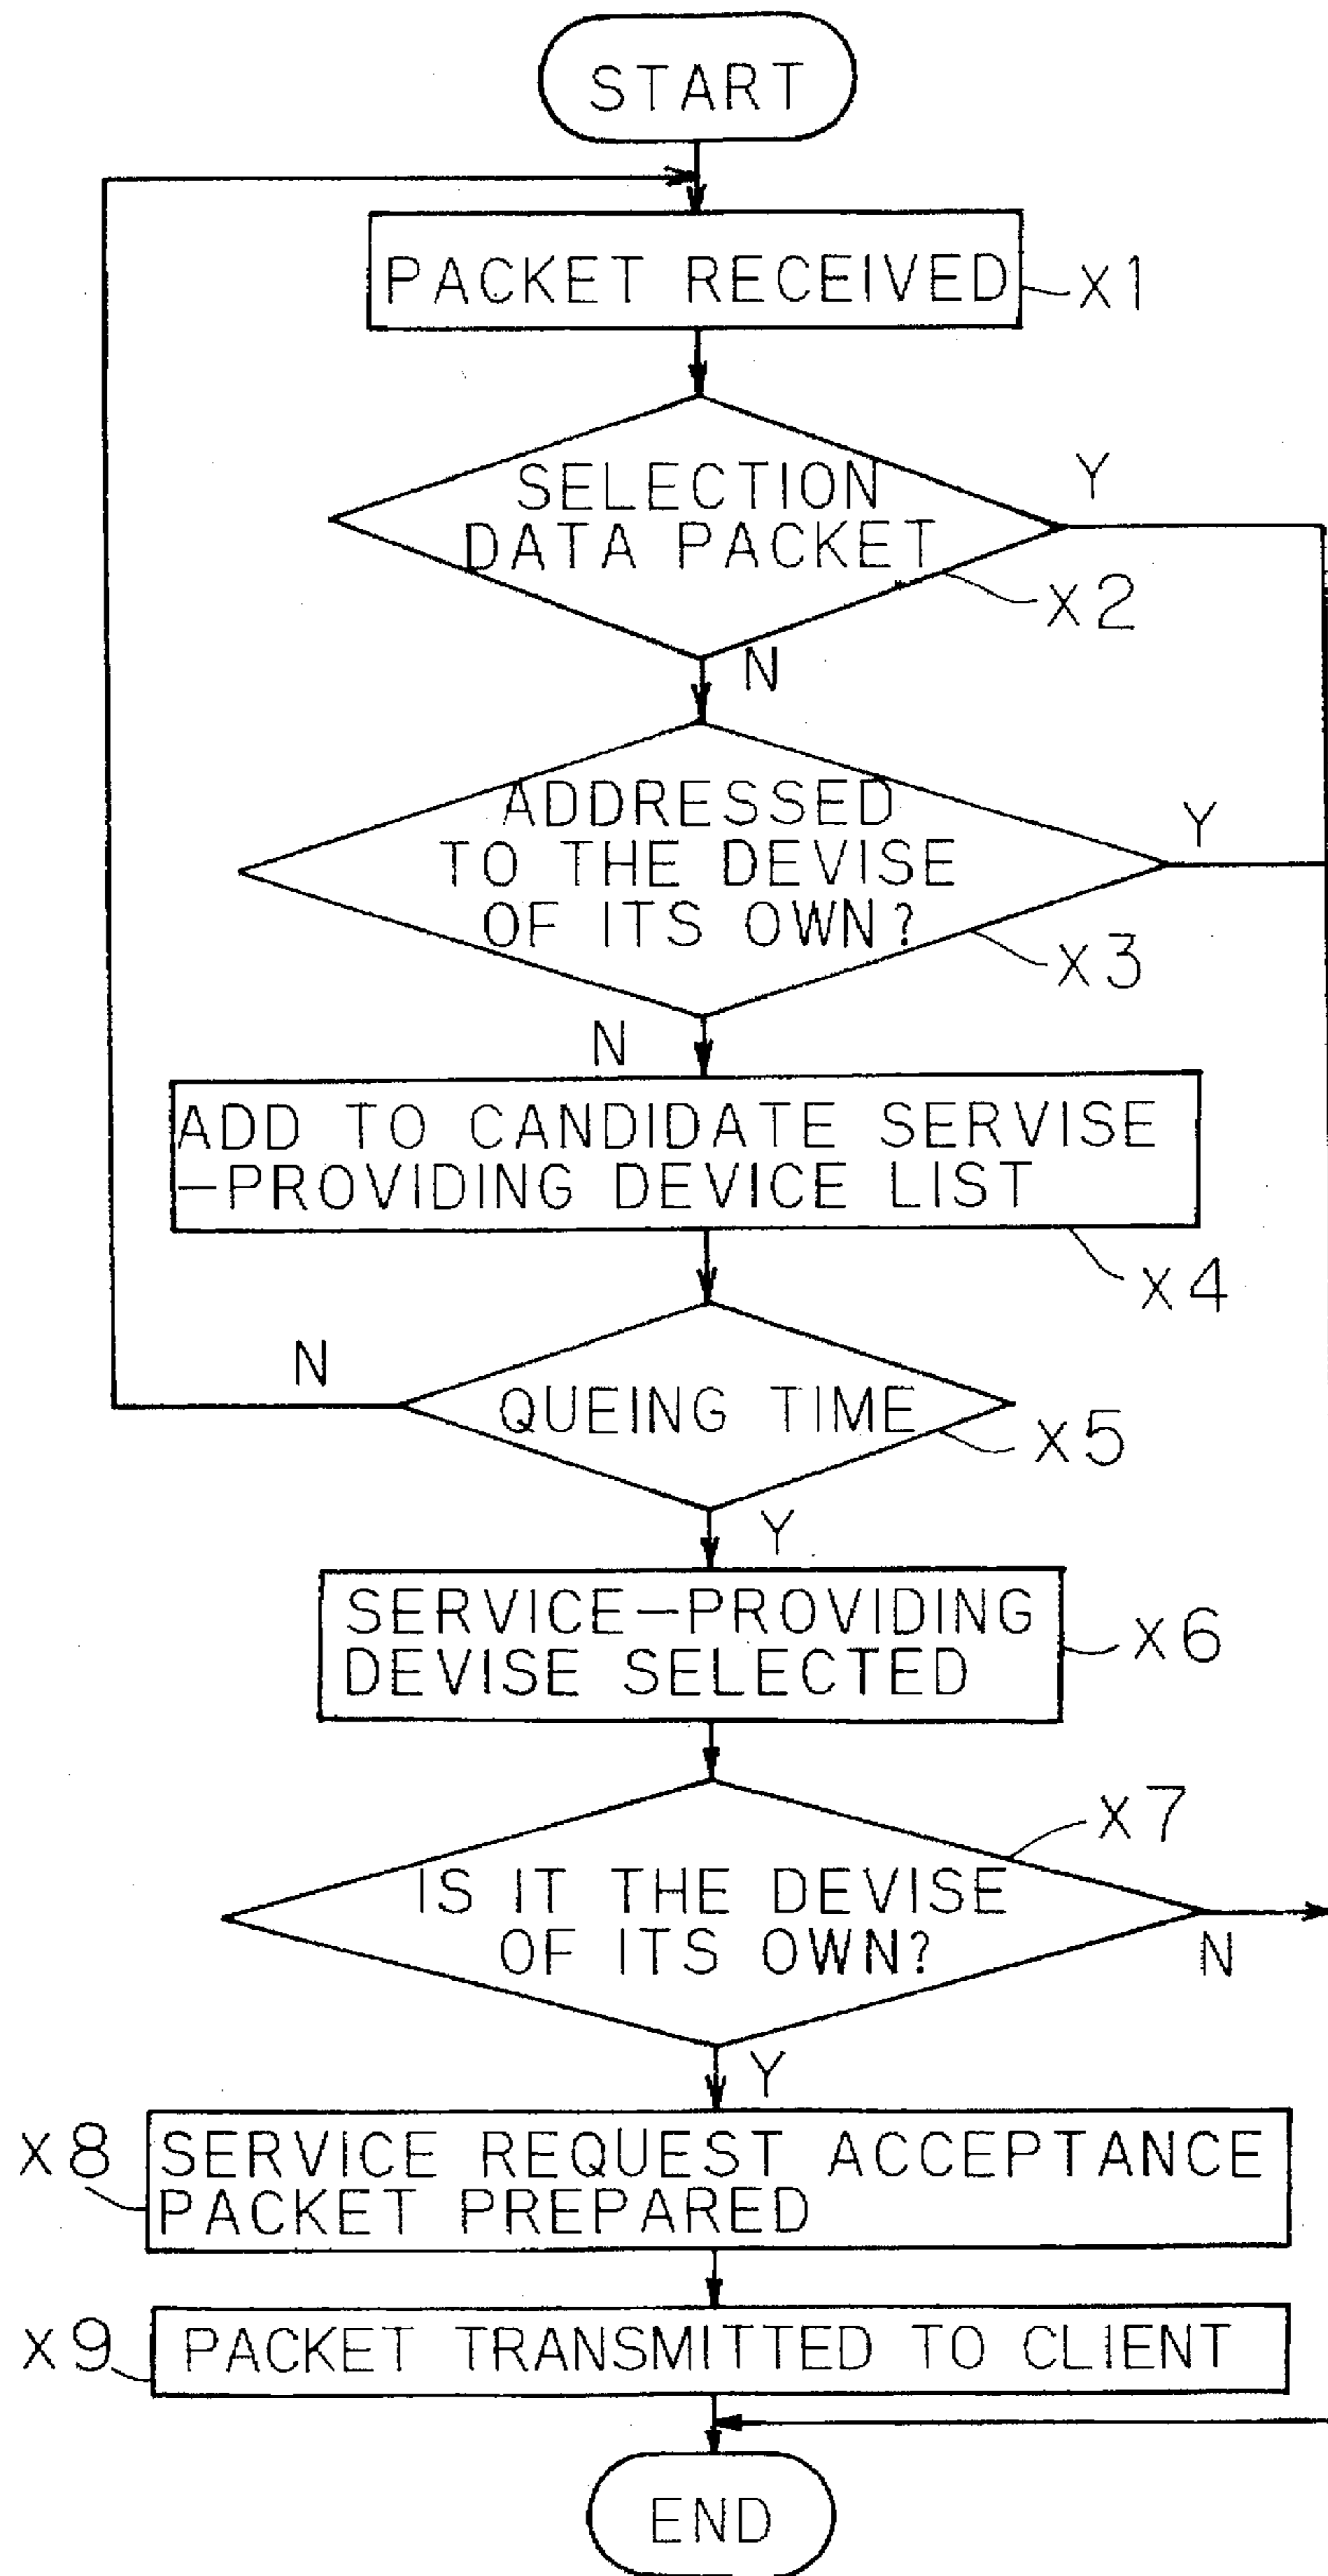 START
PACKET RECEIVED
X1
SELECTION
DATA PACKET
Y
X2
N
ADDRESSED
TO THE DEVISE
OF ITS OWN?
Y
X3
N
ADD TO CANDIDATE SERVISE
-PROVIDING DEVICE LIST
X4
N
QUEING TIME
X5
Y
SERVICE-PROVIDING
DEVISE SELECTED
X6
X7
IS IT THE DEVISE
OF ITS OWN?
N
Y
X8
SERVICE REQUEST ACCEPTANCE
PACKET PREPARED
X9
PACKET TRANSMITTED TO CLIENT
END